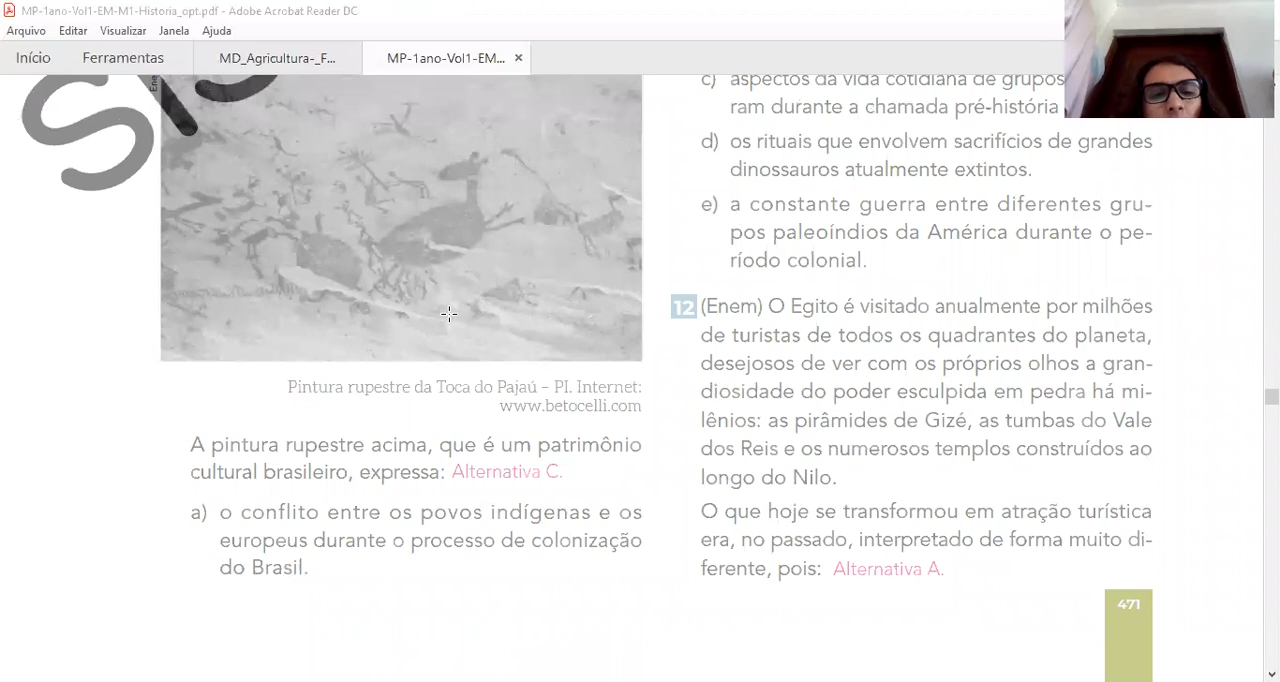 MP-1ano-Vol1-EM-M1-Historia_opt.pdf - Adobe Acrobat Reader DC
Arquivo Editar Visualizar Janela Ajuda
Início Ferramentas MD_Agricultura-_F... MP-1ano-Vol1-EM... ×
Pintura rupestre da Toca do Pajaú – PI. Internet:
www.betocelli.com
A pintura rupestre acima, que é um patrimônio
cultural brasileiro, expressa: Alternativa C.
a) o conflito entre os povos indígenas e os
europeus durante o processo de colonização
do Brasil.
c) aspectos da vida cotidiana de grupos
ram durante a chamada pré-história
d) os rituais que envolvem sacrifícios de grandes
dinossauros atualmente extintos.
e) a constante guerra entre diferentes gru-
pos paleoíndios da América durante o pe-
ríodo colonial.
12 (Enem) O Egito é visitado anualmente por milhões
de turistas de todos os quadrantes do planeta,
desejosos de ver com os próprios olhos a gran-
diosidade do poder esculpida em pedra há mi-
lênios: as pirâmides de Gizé, as tumbas do Vale
dos Reis e os numerosos templos construídos ao
longo do Nilo.
O que hoje se transformou em atração turística
era, no passado, interpretado de forma muito di-
ferente, pois: Alternativa A.
471